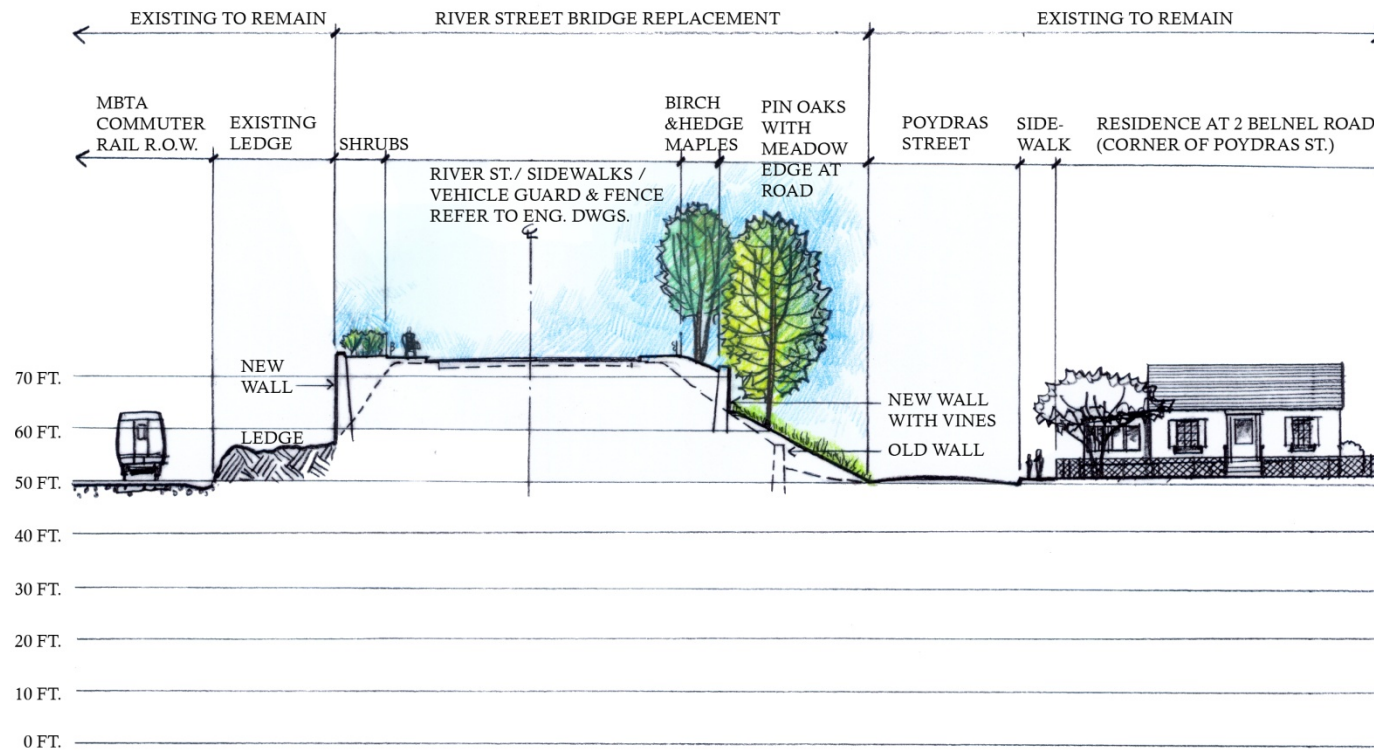 EXISTING TO REMAIN
RIVER STREET BRIDGE REPLACEMENT
EXISTING TO REMAIN
MBTA
COMMUTER
RAIL R.O.W.
EXISTING
LEDGE
SHRUBS
BIRCH
&HEDGE
MAPLES
PIN OAKS
WITH
MEADOW
EDGE AT
ROAD
POYDRAS
STREET
SIDE-
WALK
RESIDENCE AT 2 BELNEL ROAD
(CORNER OF POYDRAS ST.)
RIVER ST./ SIDEWALKS /
VEHICLE GUARD & FENCE
REFER TO ENG. DWGS.
NEW
WALL
LEDGE
NEW WALL
WITH VINES
OLD WALL
70 FT.
60 FT.
50 FT.
40 FT.
30 FT.
20 FT.
10 FT.
0 FT.